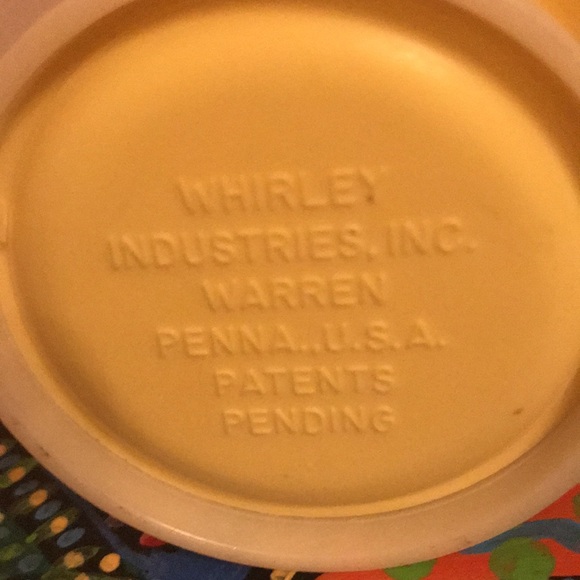 WHIRLEY
INDUSTRIES, INC.
WARREN
PENNA., U.S.A.
PATENTS
PENDING